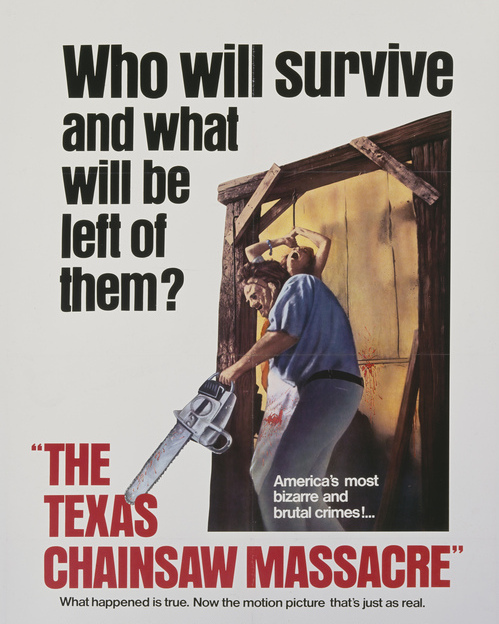 Who will survive
and what
will be
left of
them?
America's most
bizarre and
brutal crimes!...
"THE
TEXAS
CHAINSAW MASSACRE"
What happened is true. Now the motion picture that's just as real.